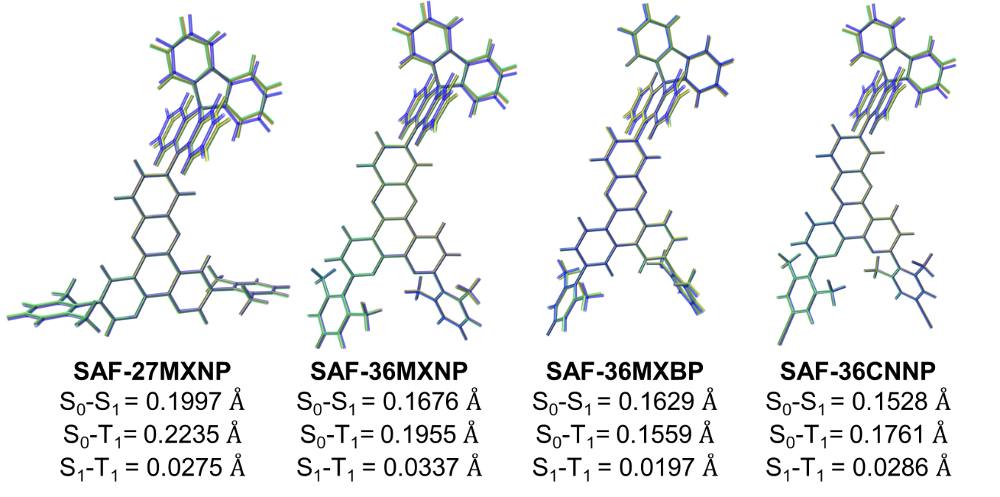 SAF-27MXNP
S₀-S₁ = 0.1997 Å
S₀-T₁= 0.2235 Å
S₁-T₁ = 0.0275 Å
SAF-36MXNP
S₀-S₁ = 0.1676 Å
S₀-T₁= 0.1955 Å
S₁-T₁ = 0.0337 Å
SAF-36MXBP
S₀-S₁ = 0.1629 Å
S₀-T₁= 0.1559 Å
S₁-T₁ = 0.0197 Å
SAF-36CNNP
S₀-S₁ = 0.1528 Å
S₀-T₁= 0.1761 Å
S₁-T₁ = 0.0286 Å